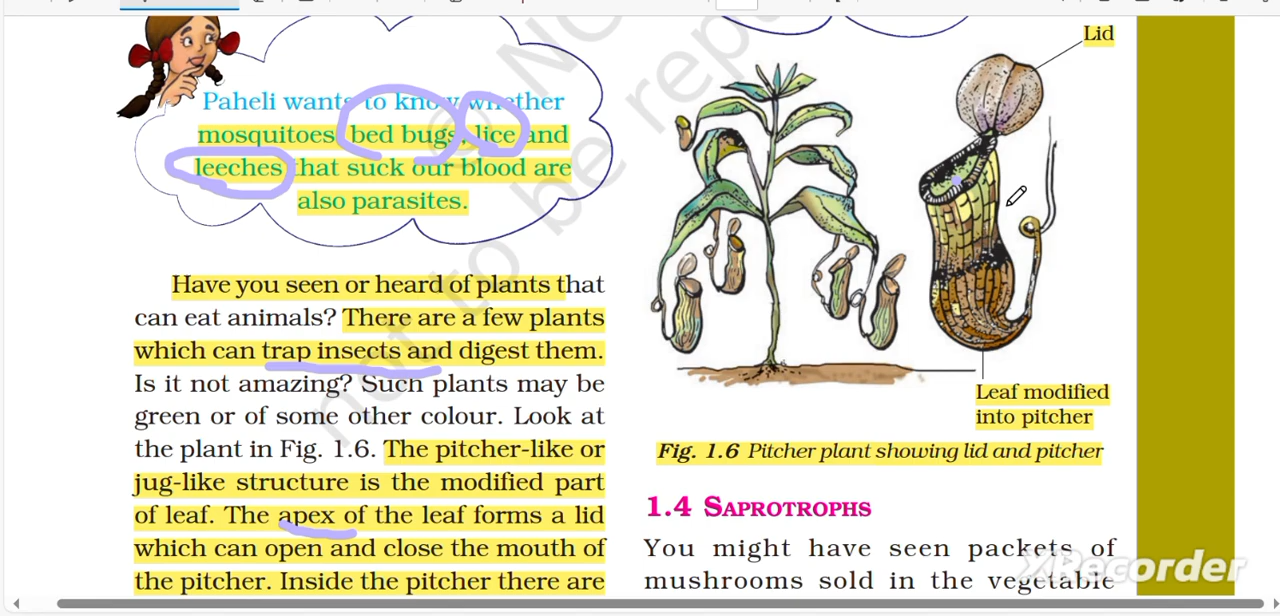 Paheli wants to know whether
mosquitoes, bed bugs, lice and
leeches that suck our blood are
also parasites.
Have you seen or heard of plants that
can eat animals? There are a few plants
which can trap insects and digest them.
Is it not amazing? Such plants may be
green or of some other colour. Look at
the plant in Fig. 1.6. The pitcher-like or
jug-like structure is the modified part
of leaf. The apex of the leaf forms a lid
which can open and close the mouth of
the pitcher. Inside the pitcher there are
Lid
Leaf modified
into pitcher
Fig. 1.6 Pitcher plant showing lid and pitcher
1.4 SAPROTROPHS
You might have seen packets of
mushrooms sold in the vegetable
not to be repu
© NC
XRecorder